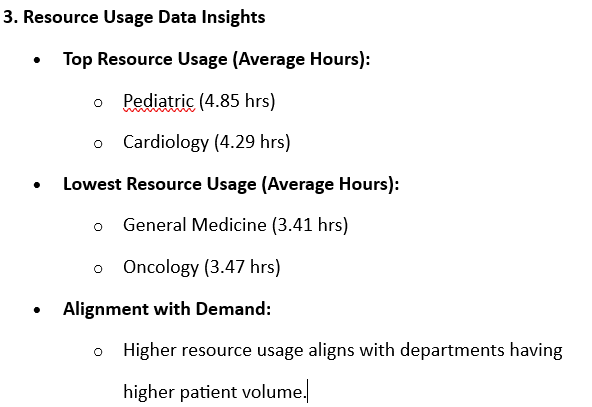 3. Resource Usage Data Insights
• Top Resource Usage (Average Hours):
o Pediatric (4.85 hrs)
o Cardiology (4.29 hrs)
• Lowest Resource Usage (Average Hours):
o General Medicine (3.41 hrs)
o Oncology (3.47 hrs)
• Alignment with Demand:
o Higher resource usage aligns with departments having
higher patient volume.